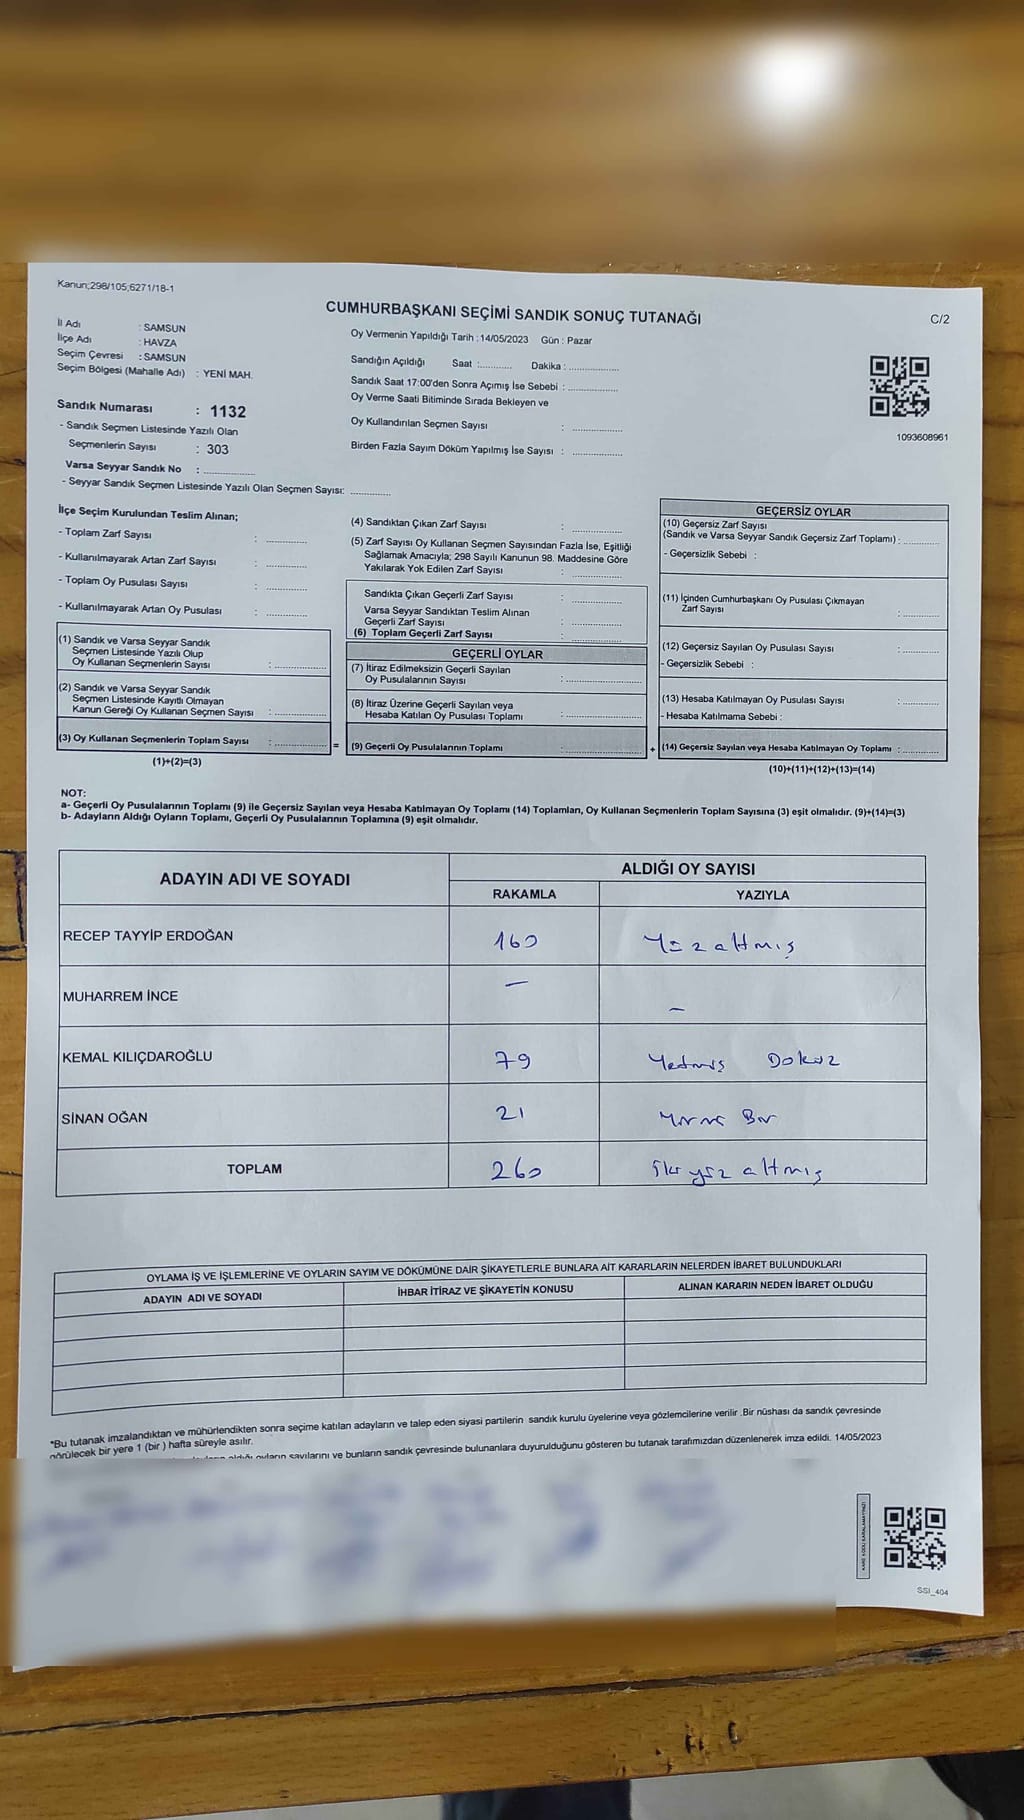 Kanun;298/105;6271/18-1
CUMHURBAŞKANI SEÇİMİ SANDIK SONUÇ TUTANAĞI
C/2
İl Adı : SAMSUN
İlçe Adı : HAVZA
Seçim Çevresi : SAMSUN
Seçim Bölgesi (Mahalle Adı) : YENİ MAH.
Oy Vermenin Yapıldığı Tarih : 14/05/2023 Gün : Pazar
Sandığın Açıldığı Saat :............ Dakika : ..................
Sandık Saat 17:00'den Sonra Açımış İse Sebebi : ..................
Oy Verme Saati Bitiminde Sırada Bekleyen ve
Oy Kullandırılan Seçmen Sayısı : ..................
Birden Fazla Sayım Döküm Yapılmış İse Sayısı : ..................
1093608961
Sandık Numarası : 1132
- Sandık Seçmen Listesinde Yazılı Olan
Seçmenlerin Sayısı : 303
Varsa Seyyar Sandık No : ..................
- Seyyar Sandık Seçmen Listesinde Yazılı Olan Seçmen Sayısı: ..............
İlçe Seçim Kurulundan Teslim Alınan;
- Toplam Zarf Sayısı : ..............
- Kullanılmayarak Artan Zarf Sayısı : ..............
- Toplam Oy Pusulası Sayısı : ..............
- Kullanılmayarak Artan Oy Pusulası : ..............
(1) Sandık ve Varsa Seyyar Sandık
Seçmen Listesinde Yazılı Olup
Oy Kullanan Seçmenlerin Sayısı : ..................
(2) Sandık ve Varsa Seyyar Sandık
Seçmen Listesinde Kayıtlı Olmayan
Kanun Gereği Oy Kullanan Seçmen Sayısı : ..................
(3) Oy Kullanan Seçmenlerin Toplam Sayısı : ..................
(1)+(2)=(3)
=
(4) Sandıktan Çıkan Zarf Sayısı : ..................
(5) Zarf Sayısı Oy Kullanan Seçmen Sayısından Fazla İse, Eşitliği
Sağlamak Amacıyla; 298 Sayılı Kanunun 98. Maddesine Göre
Yakılarak Yok Edilen Zarf Sayısı : ..................
Sandıkta Çıkan Geçerli Zarf Sayısı : ..................
Varsa Seyyar Sandıktan Teslim Alınan
Geçerli Zarf Sayısı : ..................
(6) Toplam Geçerli Zarf Sayısı : ..................
GEÇERLİ OYLAR
(7) İtiraz Edilmeksizin Geçerli Sayılan
Oy Pusulalarının Sayısı : ..................
(8) İtiraz Üzerine Geçerli Sayılan veya
Hesaba Katılan Oy Pusulası Toplamı : ..................
(9) Geçerli Oy Pusulalarının Toplamı : ..................
+
GEÇERSİZ OYLAR
(10) Geçersiz Zarf Sayısı
(Sandık ve Varsa Seyyar Sandık Geçersiz Zarf Toplamı) : ..............
- Geçersizlik Sebebi :
(11) İçinden Cumhurbaşkanı Oy Pusulası Çıkmayan
Zarf Sayısı : ..............
(12) Geçersiz Sayılan Oy Pusulası Sayısı : ..............
- Geçersizlik Sebebi :
(13) Hesaba Katılmayan Oy Pusulası Sayısı : ..............
- Hesaba Katılmama Sebebi :
(14) Geçersiz Sayılan veya Hesaba Katılmayan Oy Toplamı : ..............
(10)+(11)+(12)+(13)=(14)
NOT:
a- Geçerli Oy Pusulalarının Toplamı (9) ile Geçersiz Sayılan veya Hesaba Katılmayan Oy Toplamı (14) Toplamları, Oy Kullanan Seçmenlerin Toplam Sayısına (3) eşit olmalıdır. (9)+(14)=(3)
b- Adayların Aldığı Oyların Toplamı, Geçerli Oy Pusulalarının Toplamına (9) eşit olmalıdır.
ADAYIN ADI VE SOYADI ALDIĞI OY SAYISI
RAKAMLA YAZIYLA
RECEP TAYYİP ERDOĞAN 160 Yüz altmış
MUHARREM İNCE – –
KEMAL KILIÇDAROĞLU 79 Yetmiş Dokuz
SİNAN OĞAN 21 Yirmi Bir
TOPLAM 260 İki yüz altmış
OYLAMA İŞ VE İŞLEMLERİNE VE OYLARIN SAYIM VE DÖKÜMÜNE DAİR ŞİKAYETLERLE BUNLARA AİT KARARLARIN NELERDEN İBARET BULUNDUKLARI
ADAYIN ADI VE SOYADI İHBAR İTİRAZ VE ŞİKAYETİN KONUSU ALINAN KARARIN NEDEN İBARET OLDUĞU
*Bu tutanak imzalandıktan ve mühürlendikten sonra seçime katılan adayların ve talep eden siyasi partilerin sandık kurulu üyelerine veya gözlemcilerine verilir .Bir nüshası da sandık çevresinde
görülecek bir yere 1 (bir ) hafta süreyle asılır.
aldığı oyların sayılarını ve bunların sandık çevresinde bulunanlara duyurulduğunu gösteren bu tutanak tarafımızdan düzenlenerek imza edildi. 14/05/2023
KARE KODU KARALAMAYINIZ!
SSI_404